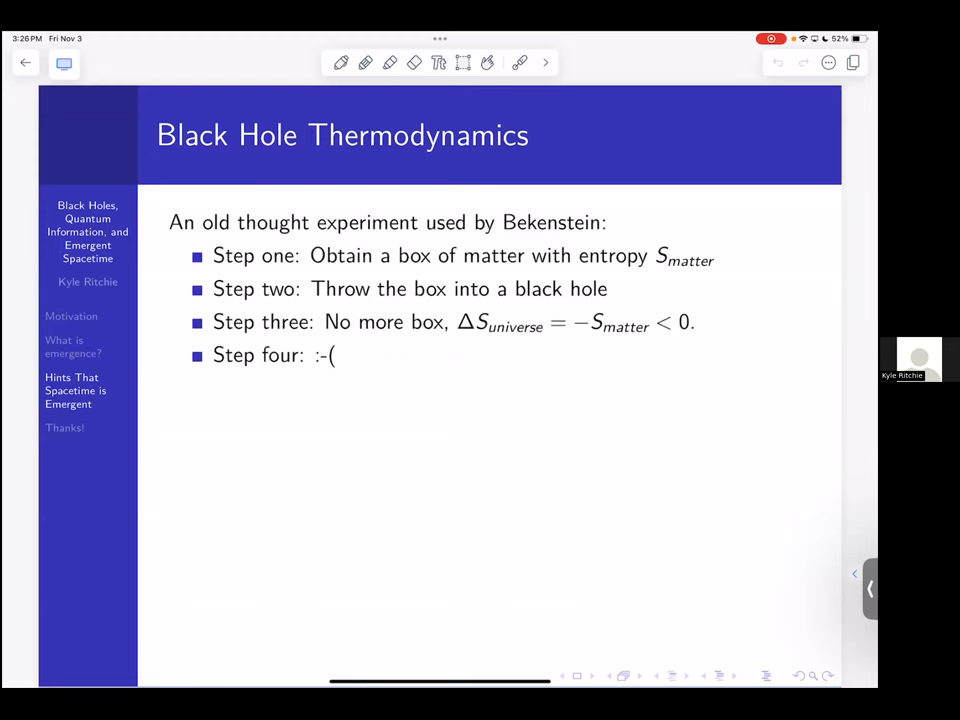 3:26 PM Fri Nov 3
52%
Black Hole Thermodynamics
Black Holes,
Quantum
Information, and
Emergent
Spacetime
Kyle Ritchie
Motivation
What is
emergence?
Hints That
Spacetime is
Emergent
Thanks!
An old thought experiment used by Bekenstein:
Step one: Obtain a box of matter with entropy S_matter
Step two: Throw the box into a black hole
Step three: No more box, ΔS_universe = −S_matter < 0.
Step four: :-(
Kyle Ritchie